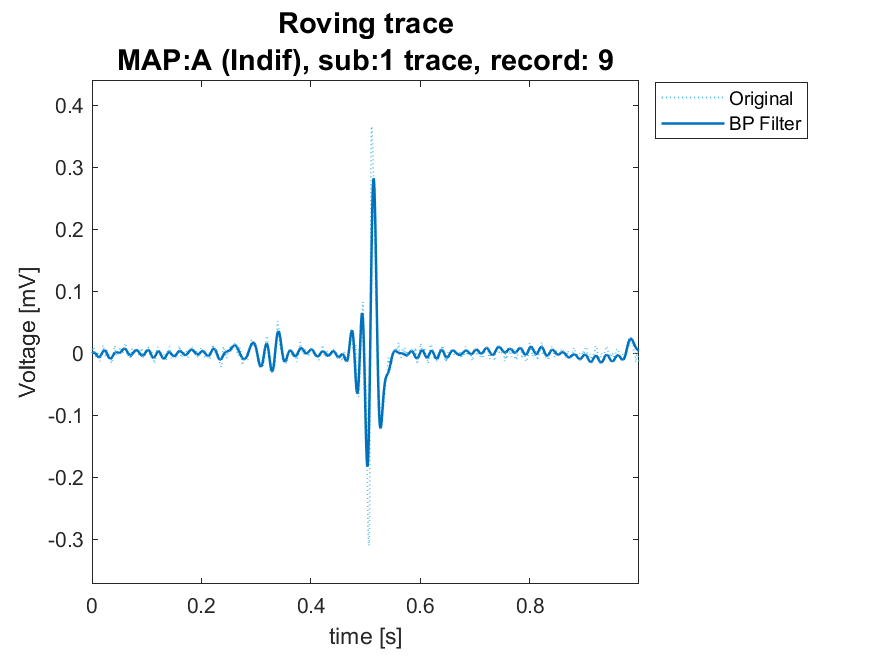 Roving trace
MAP:A (Indif), sub:1 trace, record: 9
Original
BP Filter
0.4
0.3
0.2
0.1
0
-0.1
-0.2
-0.3
Voltage [mV]
0
0.2
0.4
0.6
0.8
time [s]